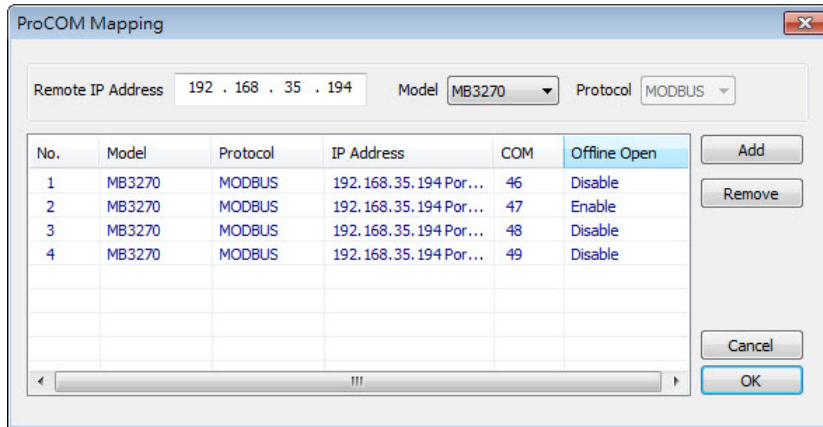 ProCOM Mapping
Remote IP Address 192 . 168 . 35 . 194 Model MB3270 Protocol MODBUS
No. Model Protocol IP Address COM Offline Open Add
1 MB3270 MODBUS 192.168.35.194 Por... 46 Disable
2 MB3270 MODBUS 192.168.35.194 Por... 47 Enable Remove
3 MB3270 MODBUS 192.168.35.194 Por... 48 Disable
4 MB3270 MODBUS 192.168.35.194 Por... 49 Disable
Cancel
OK